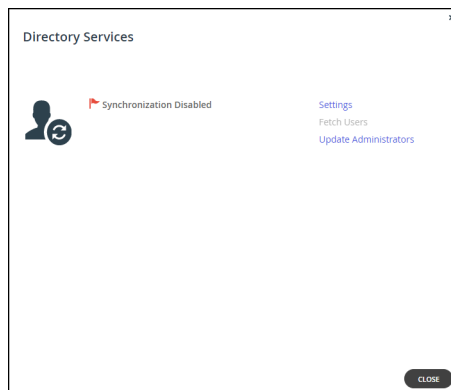 Directory Services
Synchronization Disabled
Settings
Fetch Users
Update Administrators
CLOSE